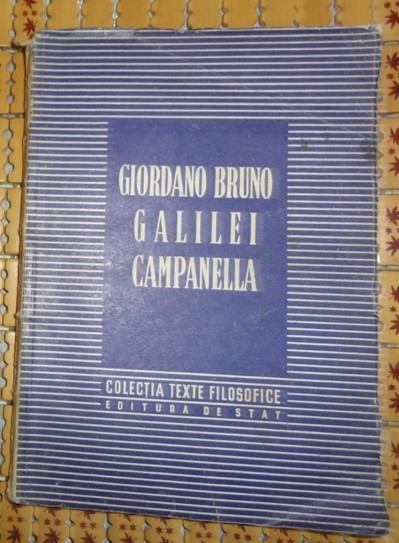 GIORDANO BRUNO
GALILEI
CAMPANELLA
COLECȚIA TEXTE FILOSOFICE
EDITURA DE STAT